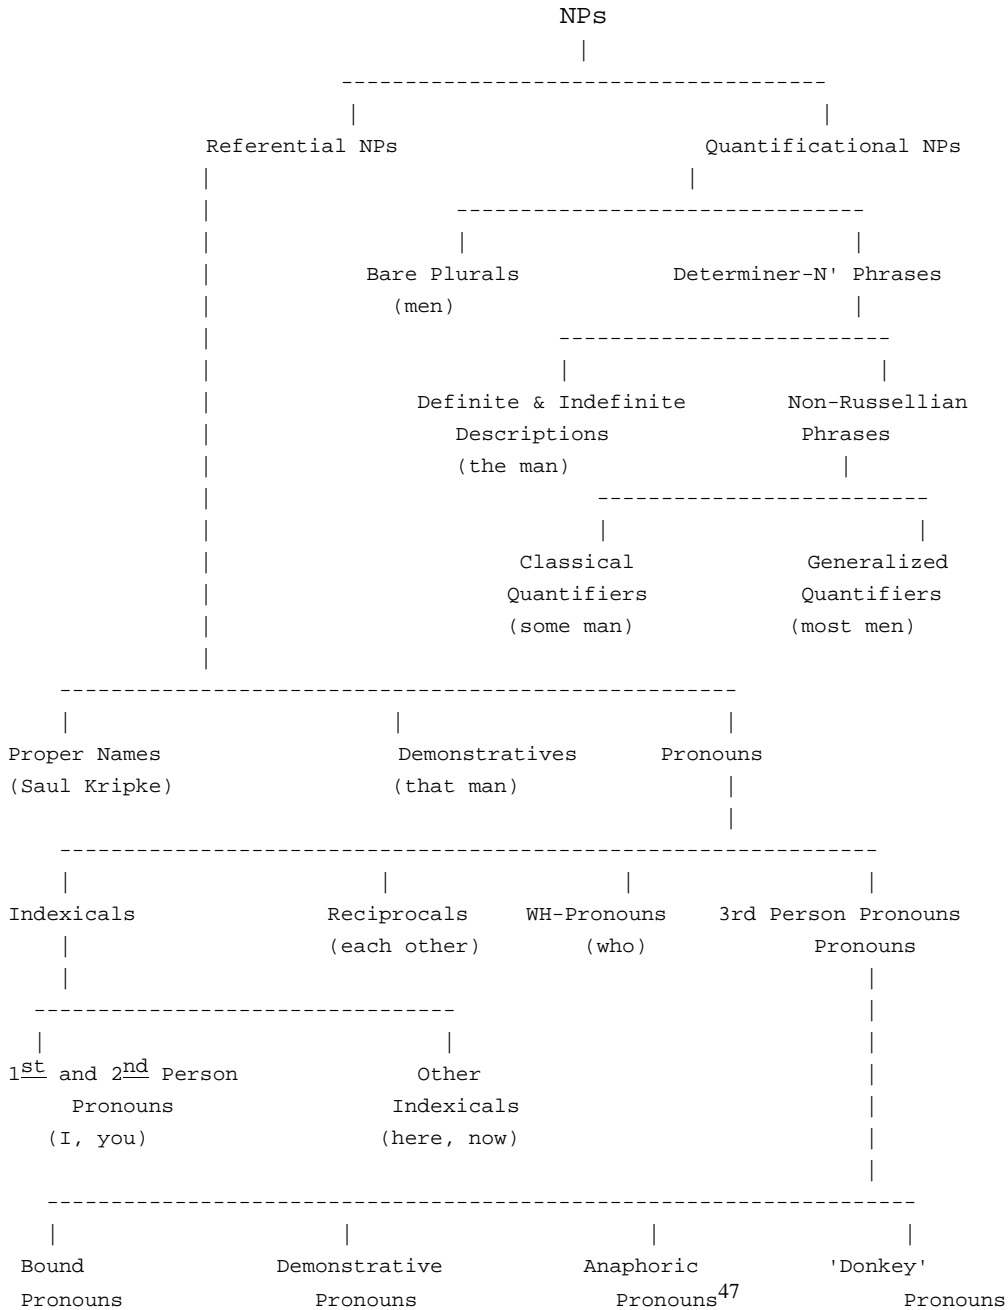 NPs
Referential NPs Quantificational NPs
Bare Plurals Determiner-N' Phrases
(men)
Definite & Indefinite Non-Russellian
Descriptions Phrases
(the man)
Classical Generalized
Quantifiers Quantifiers
(some man) (most men)
Proper Names Demonstratives Pronouns
(Saul Kripke) (that man)
Indexicals Reciprocals WH-Pronouns 3rd Person Pronouns
(each other) (who) Pronouns
1st and 2nd Person Other
Pronouns Indexicals
(I, you) (here, now)
Bound Demonstrative Anaphoric 'Donkey'
Pronouns Pronouns Pronouns47 Pronouns